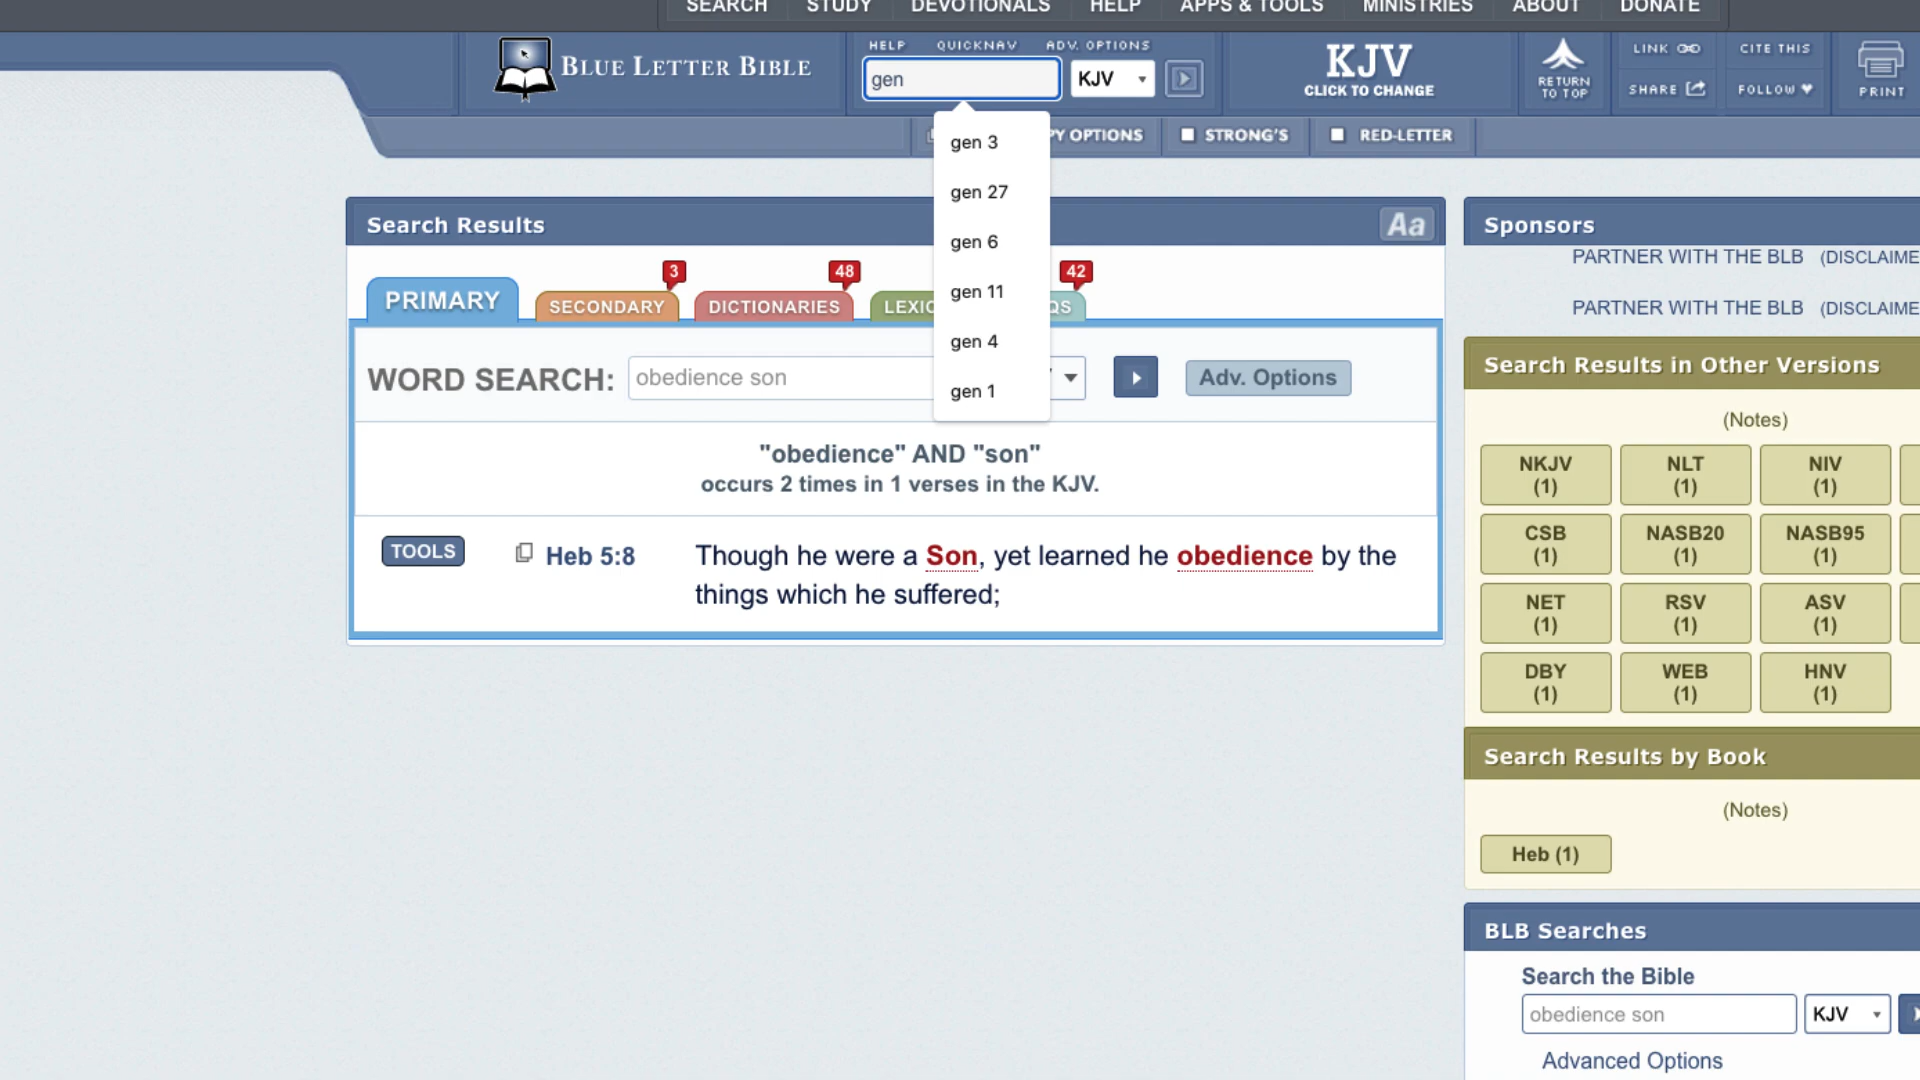 SEARCH STUDY DEVOTIONALS HELP APPS & TOOLS MINISTRIES ABOUT DONATE
BLUE LETTER BIBLE
HELP QUICKNAV ADV. OPTIONS
gen KJV
KJV
CLICK TO CHANGE
RETURN
TO TOP
LINK CITE THIS
SHARE FOLLOW
PRINT
PY OPTIONS STRONG'S RED-LETTER
gen 3
gen 27
gen 6
gen 11
gen 4
gen 1
Search Results Aa
PRIMARY
SECONDARY 3
DICTIONARIES 48
LEXIC
QS 42
WORD SEARCH: obedience son
Adv. Options
"obedience" AND "son"
occurs 2 times in 1 verses in the KJV.
TOOLS Heb 5:8 Though he were a Son, yet learned he obedience by the
things which he suffered;
Sponsors
PARTNER WITH THE BLB (DISCLAIME
PARTNER WITH THE BLB (DISCLAIME
Search Results in Other Versions
(Notes)
NKJV NLT NIV
(1) (1) (1)
CSB NASB20 NASB95
(1) (1) (1)
NET RSV ASV
(1) (1) (1)
DBY WEB HNV
(1) (1) (1)
Search Results by Book
(Notes)
Heb (1)
BLB Searches
Search the Bible
obedience son KJV
Advanced Options